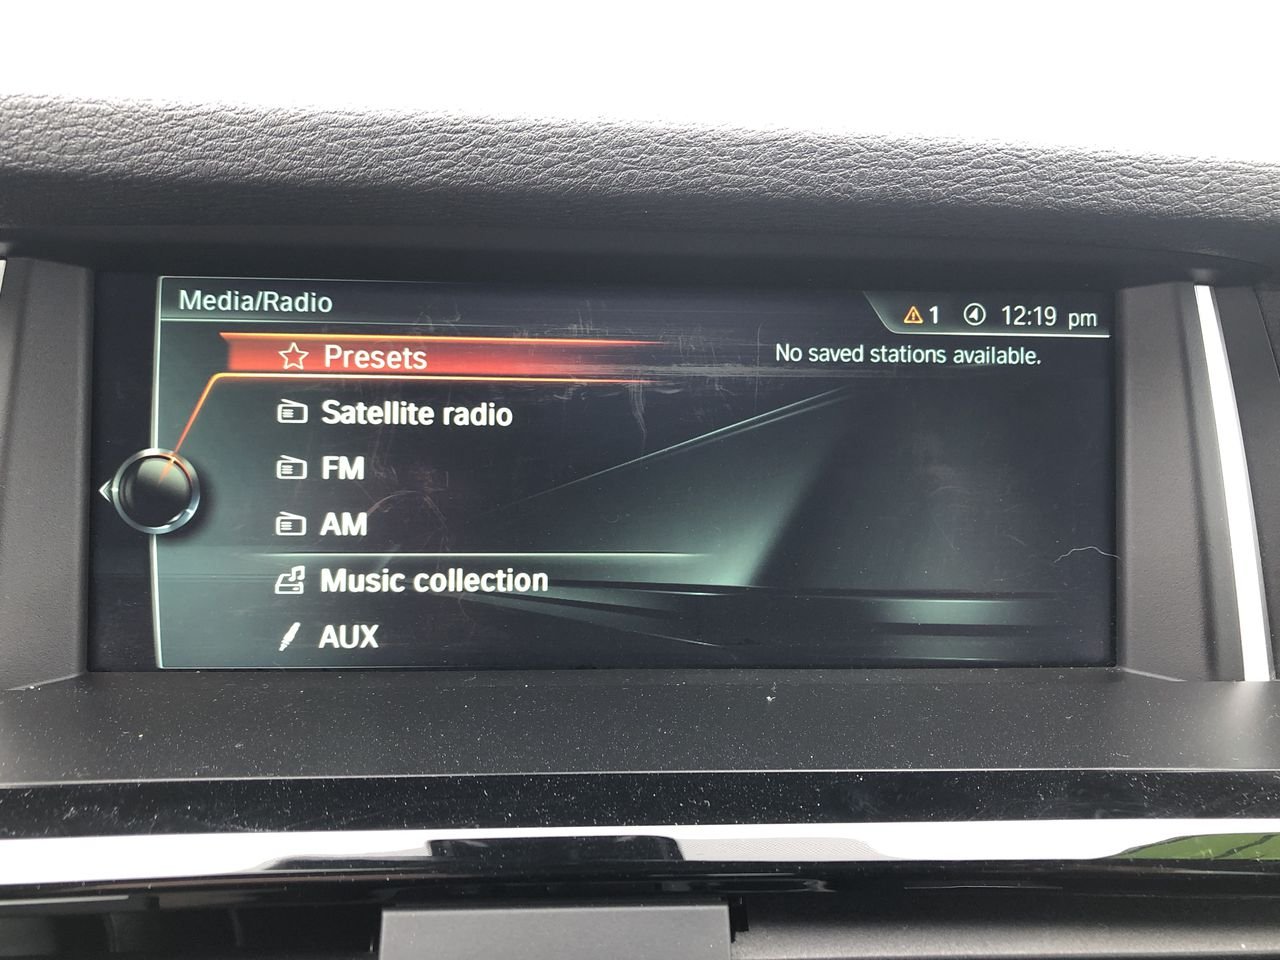 Media/Radio
1 12:19 pm
Presets
No saved stations available.
Satellite radio
FM
AM
Music collection
AUX